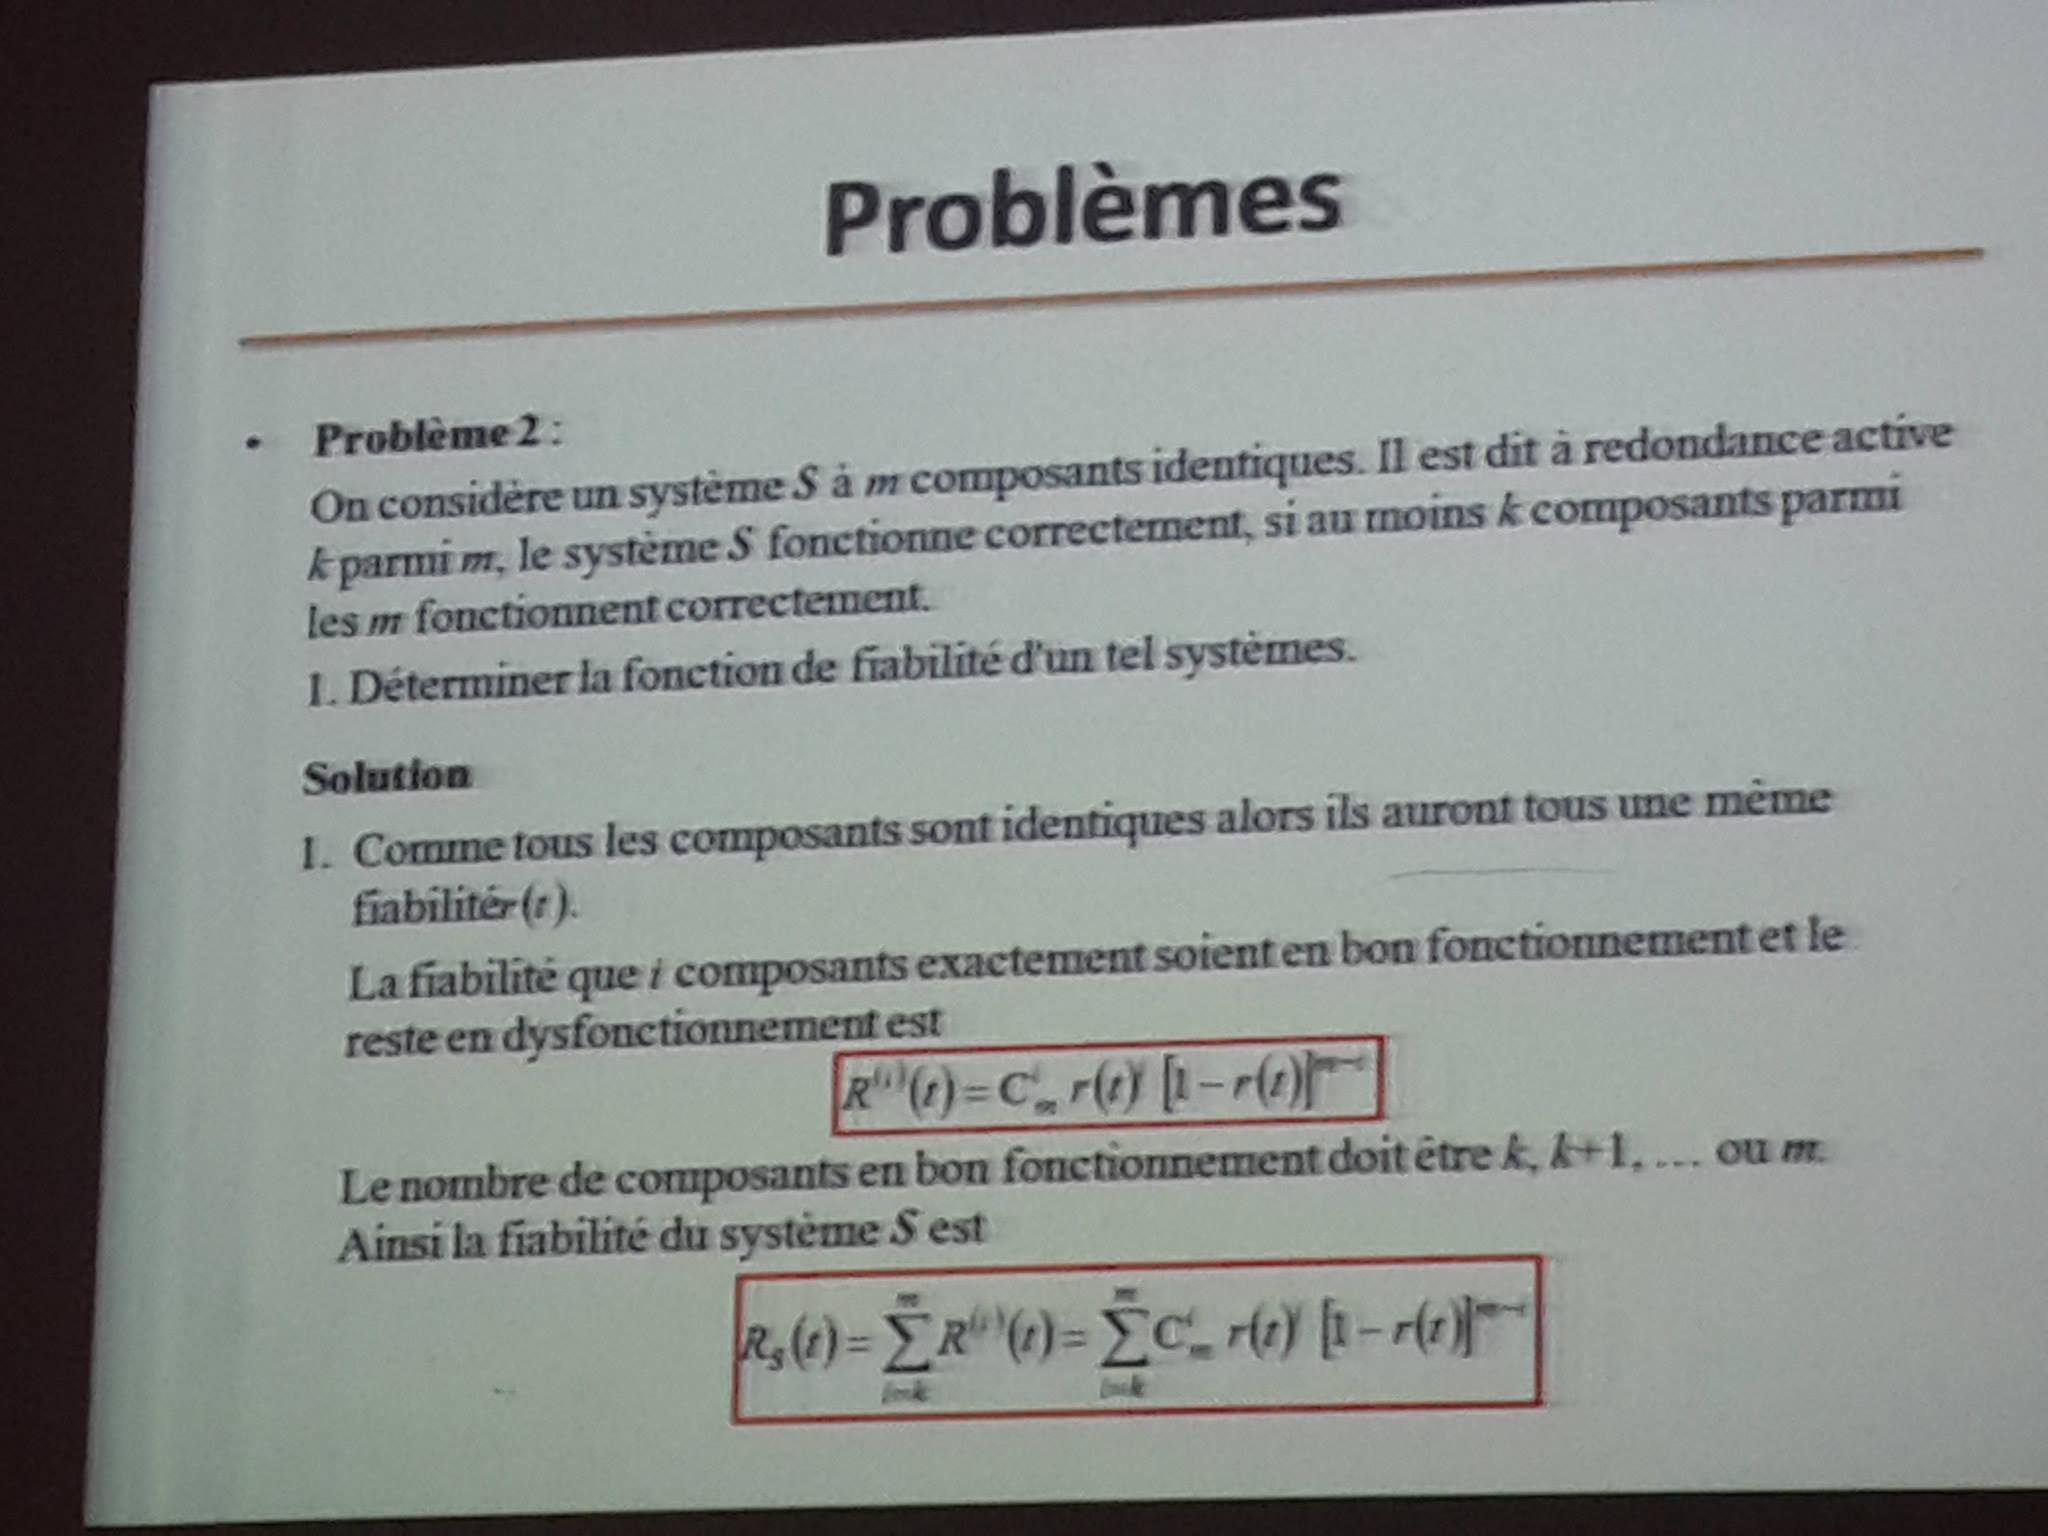 Problèmes
• Problème 2 :
On considère un système S à m composants identiques. Il est dit à redondance active
k parmi m, le système S fonctionne correctement, si au moins k composants parmi
les m fonctionnent correctement.
1. Déterminer la fonction de fiabilité d'un tel systèmes.
Solution
1. Comme tous les composants sont identiques alors ils auront tous une même
fiabilité r(t).
La fiabilité que i composants exactement soient en bon fonctionnement et le
reste en dysfonctionnement est
R⁽ⁱ⁾(t) = Cⁱₘ r(t)ⁱ [1 − r(t)]ᵐ⁻ⁱ
Le nombre de composants en bon fonctionnement doit être k, k+1, … ou m.
Ainsi la fiabilité du système S est
R_S(t) = ∑_{i=k}^{m} R⁽ⁱ⁾(t) = ∑_{i=k}^{m} Cⁱₘ r(t)ⁱ [1 − r(t)]ᵐ⁻ⁱ